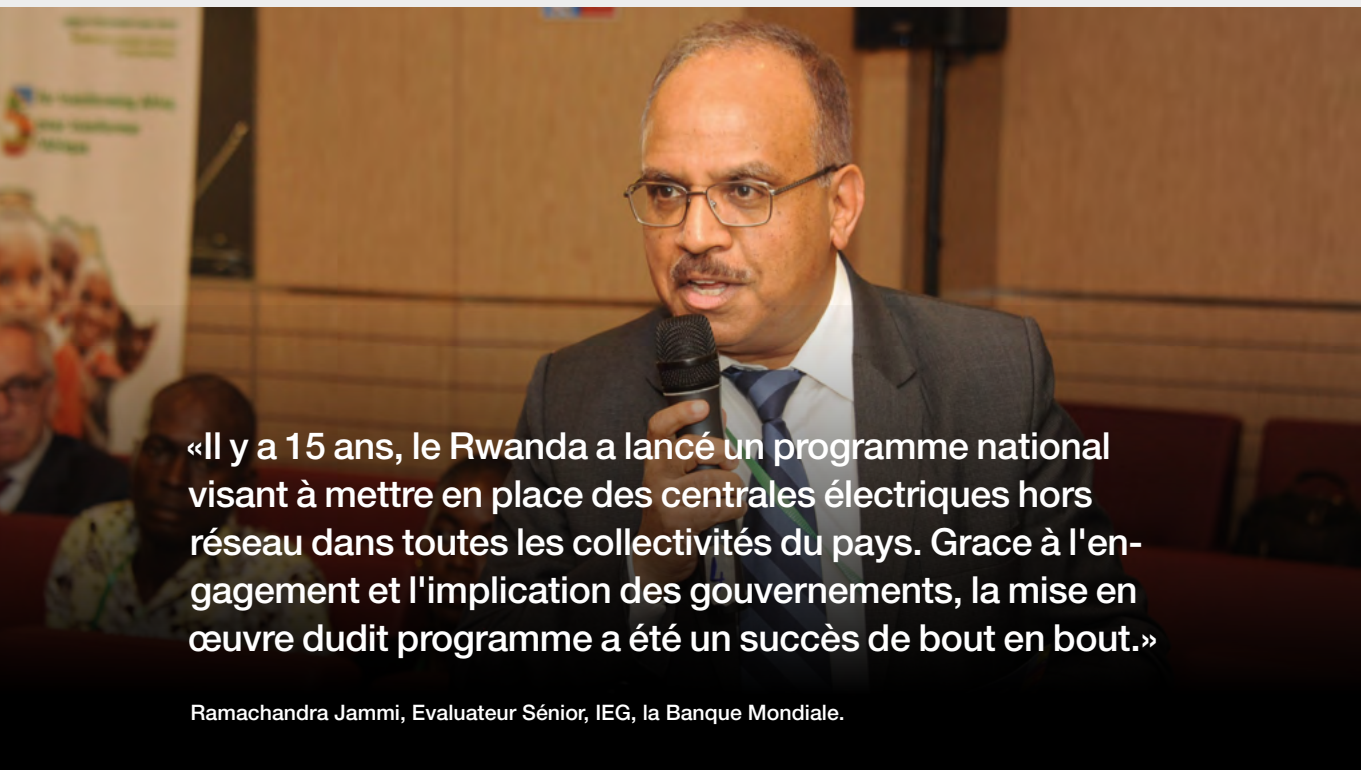 5
«Il y a 15 ans, le Rwanda a lancé un programme national
visant à mettre en place des centrales électriques hors
réseau dans toutes les collectivités du pays. Grace à l'en-
gagement et l'implication des gouvernements, la mise en
œuvre dudit programme a été un succès de bout en bout.»
Ramachandra Jammi, Evaluateur Sénior, IEG, la Banque Mondiale.